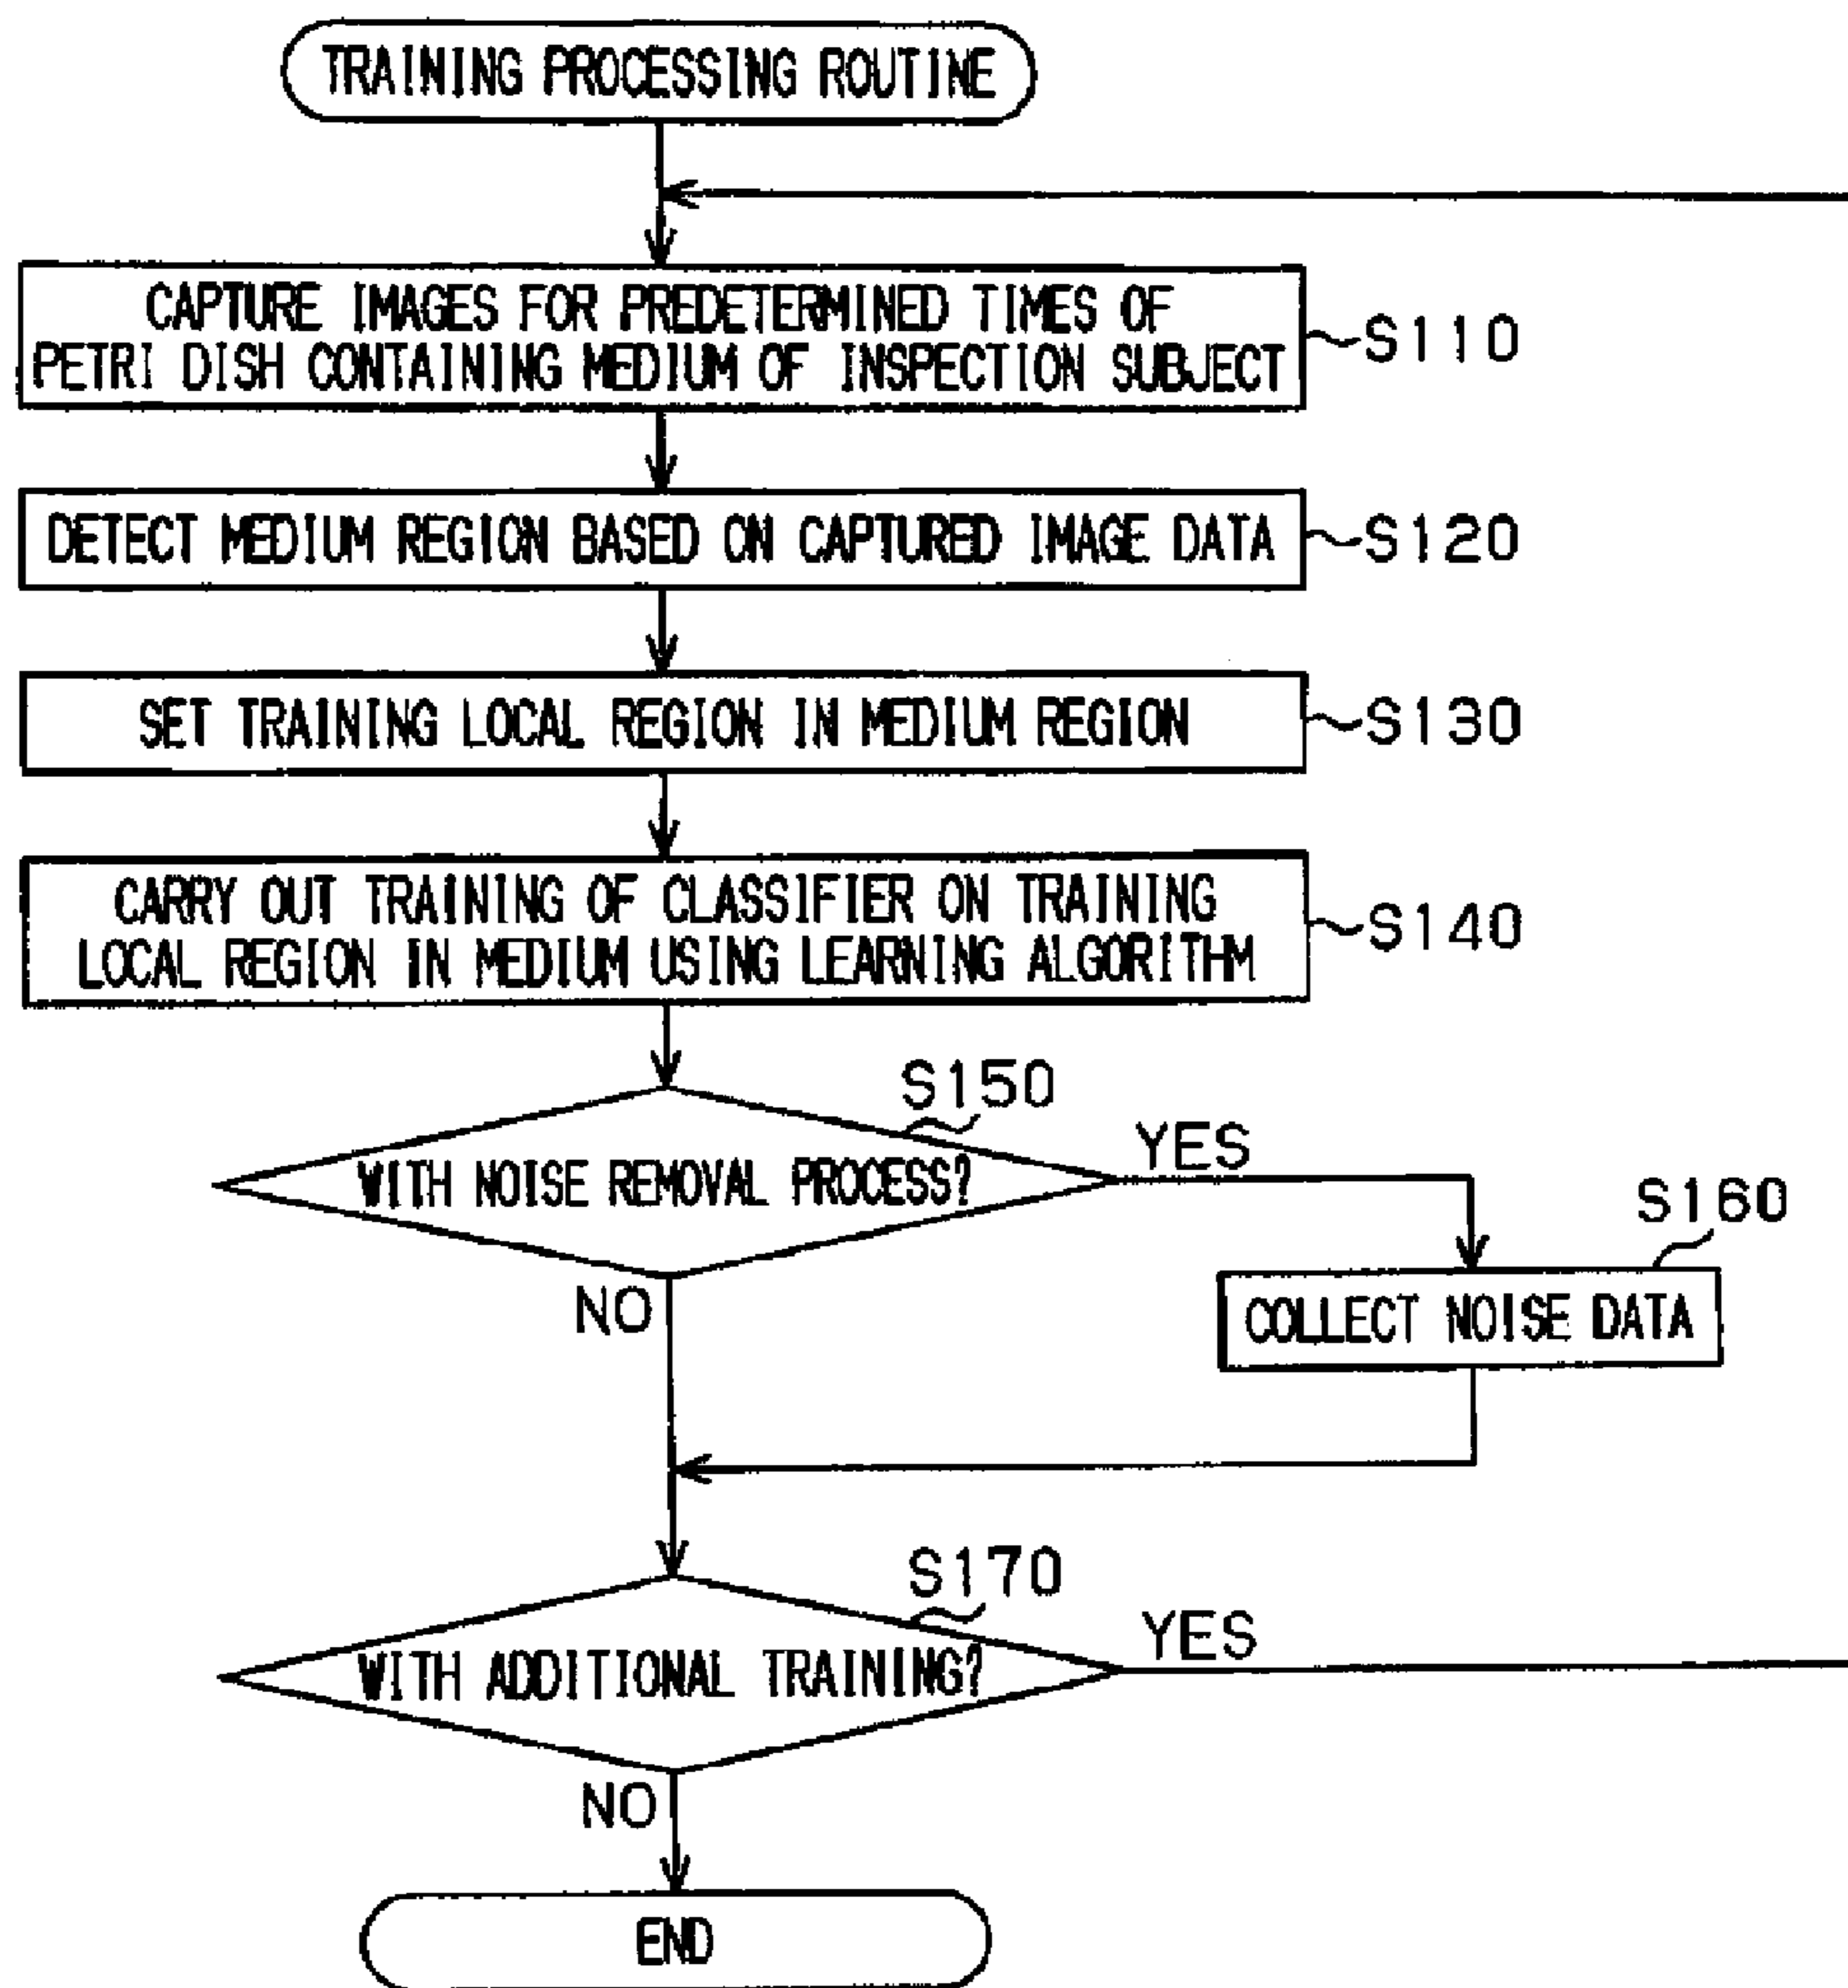 TRAINING PROCESSING ROUTINE
CAPTURE IMAGES FOR PREDETERMINED TIMES OF
PETRI DISH CONTAINING MEDIUM OF INSPECTION SUBJECT
S110
DETECT MEDIUM REGION BASED ON CAPTURED IMAGE DATA
S120
SET TRAINING LOCAL REGION IN MEDIUM REGION
S130
CARRY OUT TRAINING OF CLASSIFIER ON TRAINING
LOCAL REGION IN MEDIUM USING LEARNING ALGORITHM
S140
S150
WITH NOISE REMOVAL PROCESS?
YES
S160
NO
COLLECT NOISE DATA
S170
WITH ADDITIONAL TRAINING?
YES
NO
END